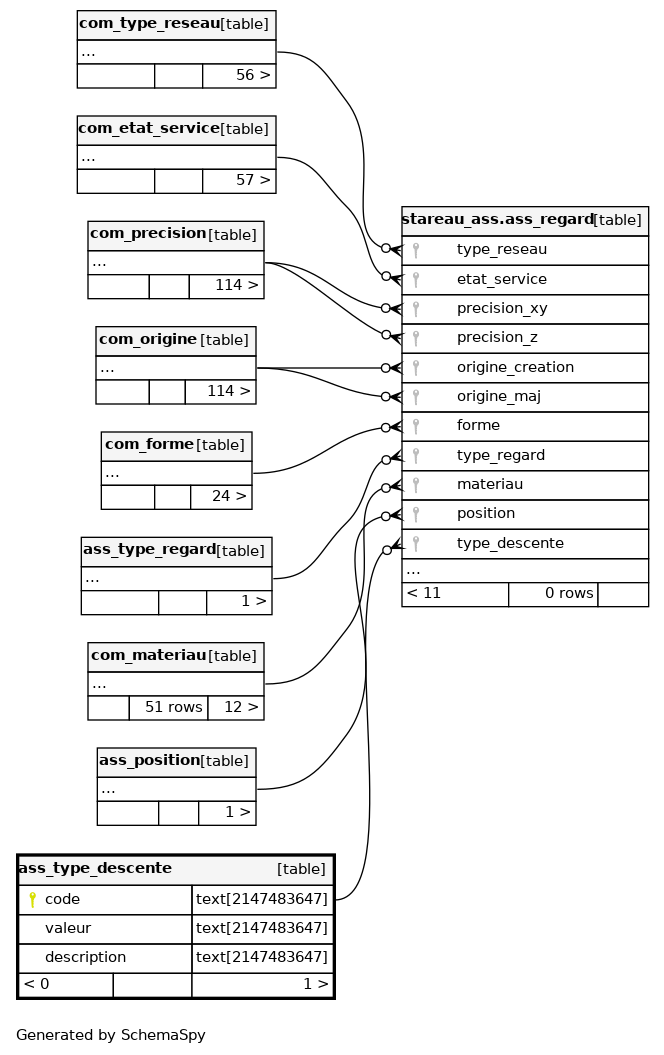 com_type_reseau [table]
...
56 >
com_etat_service [table]
...
57 >
com_precision [table]
...
114 >
com_origine [table]
...
114 >
com_forme [table]
...
24 >
ass_type_regard [table]
...
1 >
com_materiau [table]
...
51 rows 12 >
ass_position [table]
...
1 >
ass_type_descente [table]
code text[2147483647]
valeur text[2147483647]
description text[2147483647]
< 0 1 >
stareau_ass.ass_regard [table]
type_reseau
etat_service
precision_xy
precision_z
origine_creation
origine_maj
forme
type_regard
materiau
position
type_descente
...
< 11 0 rows
Generated by SchemaSpy